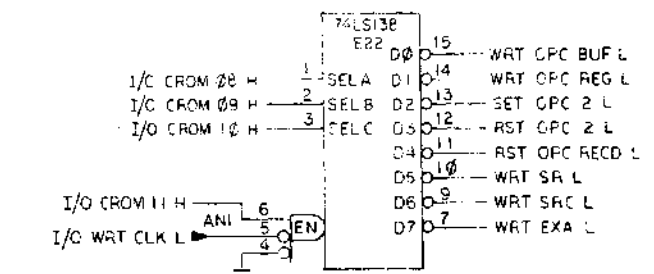 74LS138
E22
DØ 15 WRT OPC BUF L
I/O CROM Ø8 H 1 SELA D1 14 WRT OPC REG L
I/O CROM Ø9 H 2 SELB D2 13 SET OPC 2 L
I/O CROM 1Ø H 3 SELC D3 12 RST OPC 2 L
D4 11 RST OPC RECD L
D5 1Ø WRT SR L
I/O CROM 11 H 6 D6 9 WRT SRC L
ANI 5 EN D7 7 WRT EXA L
I/O WRT CLK L 4